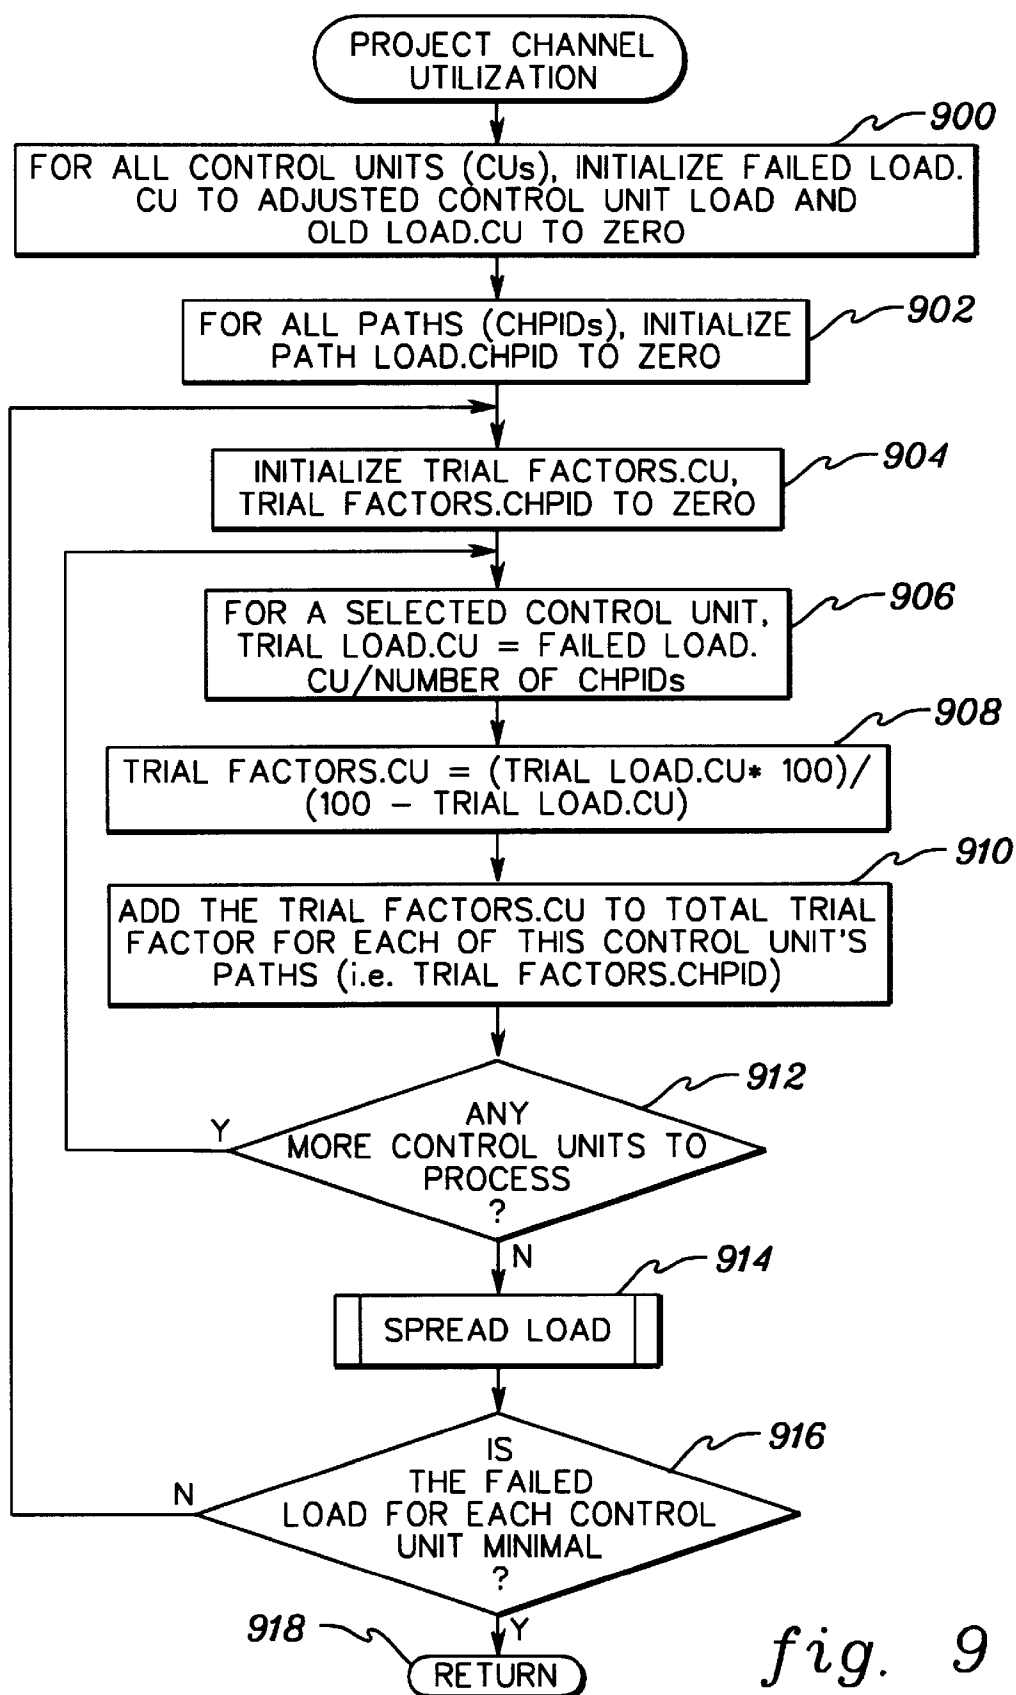 PROJECT CHANNEL
UTILIZATION
900
FOR ALL CONTROL UNITS (CUs), INITIALIZE FAILED LOAD.
CU TO ADJUSTED CONTROL UNIT LOAD AND
OLD LOAD.CU TO ZERO
902
FOR ALL PATHS (CHPIDs), INITIALIZE
PATH LOAD.CHPID TO ZERO
904
INITIALIZE TRIAL FACTORS.CU,
TRIAL FACTORS.CHPID TO ZERO
906
FOR A SELECTED CONTROL UNIT,
TRIAL LOAD.CU = FAILED LOAD.
CU/NUMBER OF CHPIDs
908
TRIAL FACTORS.CU = (TRIAL LOAD.CU* 100)/
(100 - TRIAL LOAD.CU)
910
ADD THE TRIAL FACTORS.CU TO TOTAL TRIAL
FACTOR FOR EACH OF THIS CONTROL UNIT'S
PATHS (i.e. TRIAL FACTORS.CHPID)
912
ANY
MORE CONTROL UNITS TO
PROCESS
?
Y
N
914
SPREAD LOAD
916
IS
THE FAILED
LOAD FOR EACH CONTROL
UNIT MINIMAL
?
N
Y
918
RETURN
fig. 9